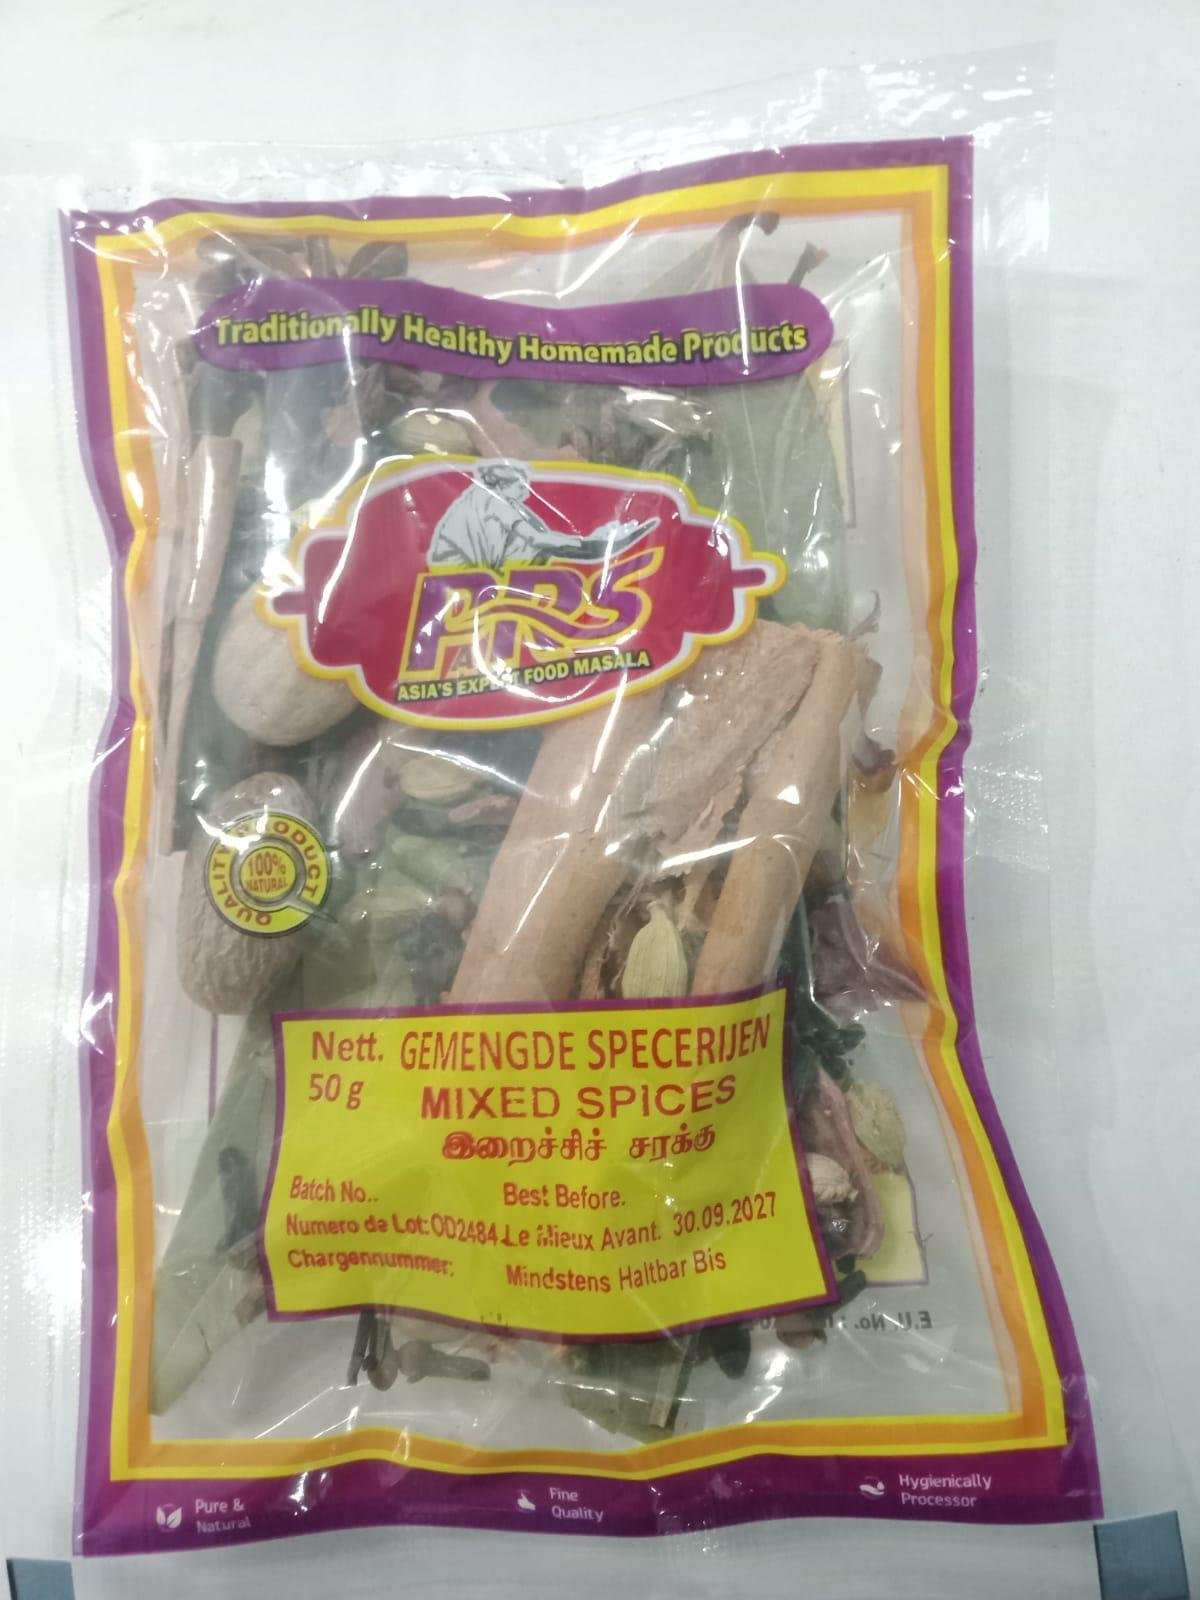 Traditionally Healthy Homemade Products
PRS
ASIA'S EXPERT FOOD MASALA
QUALITY PRODUCT
100%
NATURAL
Nett. GEMENGDE SPECERIJEN
50 g MIXED SPICES
இறைச்சிச் சரக்கு
Batch No.. Best Before.
Numero de Lot: OD2484 Le Mieux Avant. 30.09.2027
Chargennummer: Mindstens Haltbar Bis
E.U. No. :
Pure & Natural
Fine Quality
Hygienically Processor